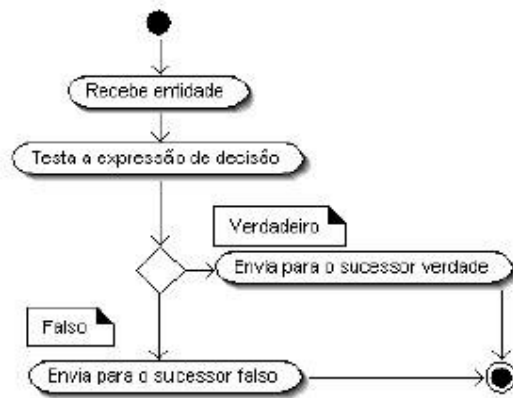 Recebe entidade
Testa a expressão de decisão
Verdadeiro
Envia para o sucessor verdade
Falso
Envia para o sucessor falso